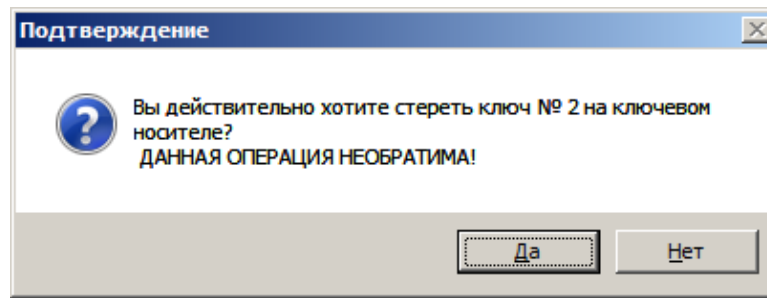 Подтверждение
Вы действительно хотите стереть ключ № 2 на ключевом
носителе?
ДАННАЯ ОПЕРАЦИЯ НЕОБРАТИМА!
Да
Нет